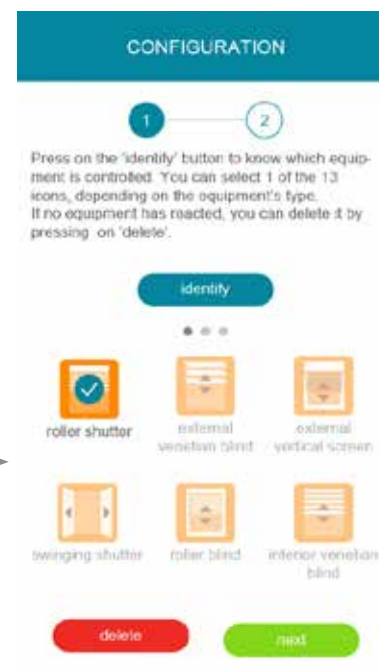 CONFIGURATION
1 2
Press on the 'identify' button to know which equip-
ment is controlled. You can select 1 of the 13
icons, depending on the equipment's type.
If no equipment has reacted, you can delete it by
pressing on 'delete'.
identify
roller shutter
external
venetian blind
external
vertical screen
swinging shutter
roller blind
interior venetian
blind
delete
next